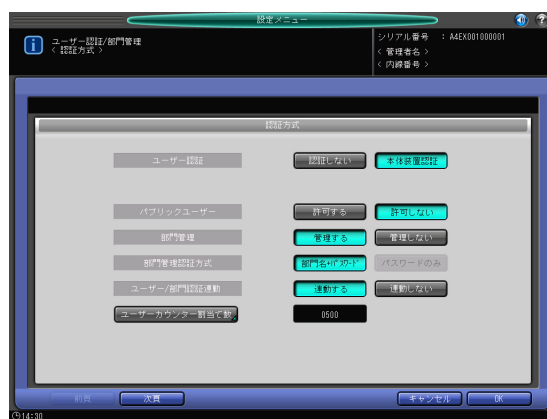 設定メニュー
ユーザー認証/部門管理
< 認証方式 >
シリアル番号 : A4EX001000001
< 管理者名 >
< 内線番号 >
認証方式
ユーザー認証 認証しない 本体装置認証
パブリックユーザー 許可する 許可しない
部門管理 管理する 管理しない
部門管理認証方式 部門名+パスワード パスワードのみ
ユーザー/部門認証連動 連動する 連動しない
ユーザーカウンター割当て数 0500
前頁 次頁 キャンセル OK
14:30